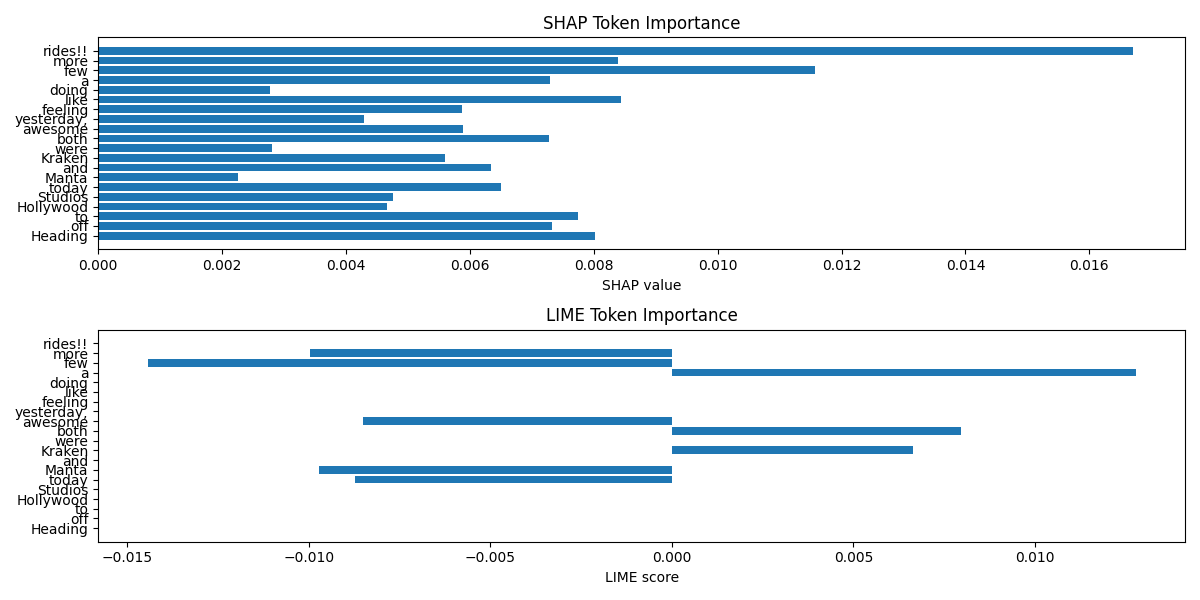 SHAP Token Importance
rides!!
more
few
a
doing
like
feeling
yesterday,
awesome
both
were
Kraken
and
Manta
today
Studios
Hollywood
to
off
Heading
0.000 0.002 0.004 0.006 0.008 0.010 0.012 0.014 0.016
SHAP value
LIME Token Importance
rides!!
more
few
a
doing
like
feeling
yesterday,
awesome
both
were
Kraken
and
Manta
today
Studios
Hollywood
to
off
Heading
−0.015 −0.010 −0.005 0.000 0.005 0.010
LIME score